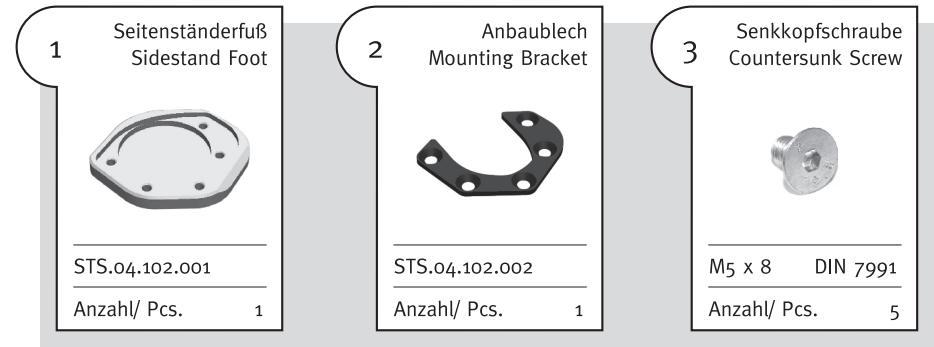 1
Seitenständerfuß
Sidestand Foot
STS.04.102.001
Anzahl/ Pcs. 1
2
Anbaublech
Mounting Bracket
STS.04.102.002
Anzahl/ Pcs. 1
3
Senkkopfschraube
Countersunk Screw
M5 x 8 DIN 7991
Anzahl/ Pcs. 5